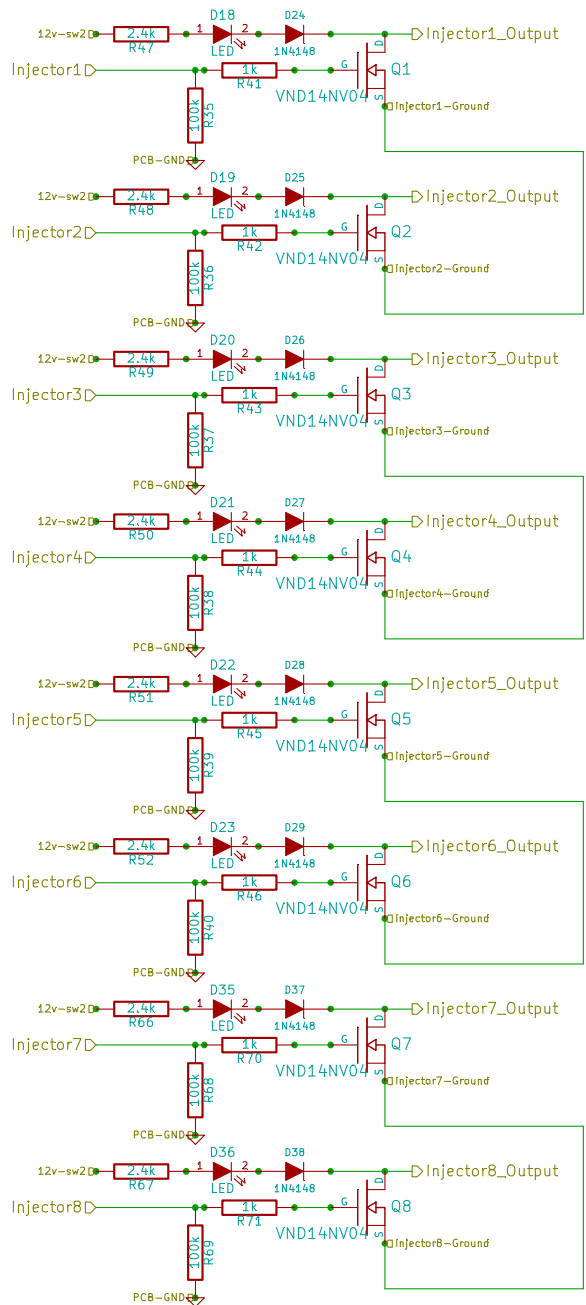 D18 D24
12v-sw2 2.4k 1 2 Injector1_Output
R47 LED 1N4148 D
Injector1 1k G Q1
R41 VND14NV04 S
100k R35 Injector1-Ground
PCB-GND
D19 D25
12v-sw2 2.4k 1 2 Injector2_Output
R48 LED 1N4148 D
Injector2 1k G Q2
R42 VND14NV04 S
100k R36 Injector2-Ground
PCB-GND
D20 D26
12v-sw2 2.4k 1 2 Injector3_Output
R49 LED 1N4148 D
Injector3 1k G Q3
R43 VND14NV04 S
100k R37 Injector3-Ground
PCB-GND
D21 D27
12v-sw2 2.4k 1 2 Injector4_Output
R50 LED 1N4148 D
Injector4 1k G Q4
R44 VND14NV04 S
100k R38 Injector4-Ground
PCB-GND
D22 D28
12v-sw2 2.4k 1 2 Injector5_Output
R51 LED 1N4148 D
Injector5 1k G Q5
R45 VND14NV04 S
100k R39 Injector5-Ground
PCB-GND
D23 D29
12v-sw2 2.4k 1 2 Injector6_Output
R52 LED 1N4148 D
Injector6 1k G Q6
R46 VND14NV04 S
100k R40 Injector6-Ground
PCB-GND
D35 D37
12v-sw2 2.4k 1 2 Injector7_Output
R66 LED 1N4148 D
Injector7 1k G Q7
R70 VND14NV04 S
100k R68 Injector7-Ground
PCB-GND
D36 D38
12v-sw2 2.4k 1 2 Injector8_Output
R67 LED 1N4148 D
Injector8 1k G Q8
R71 VND14NV04 S
100k R69 Injector8-Ground
PCB-GND